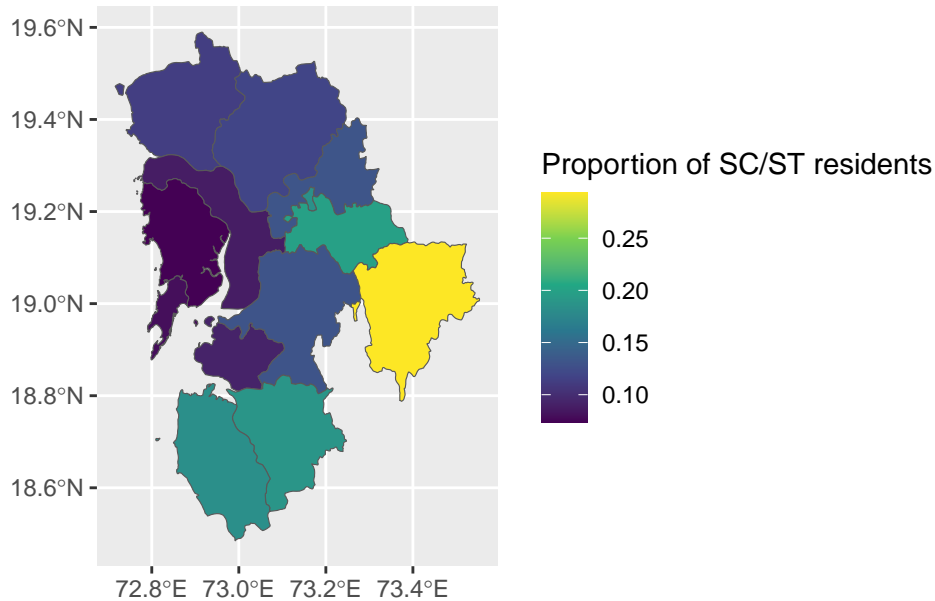 19.6°N
19.4°N
19.2°N
19.0°N
18.8°N
18.6°N
72.8°E 73.0°E 73.2°E 73.4°E
Proportion of SC/ST residents
0.25
0.20
0.15
0.10